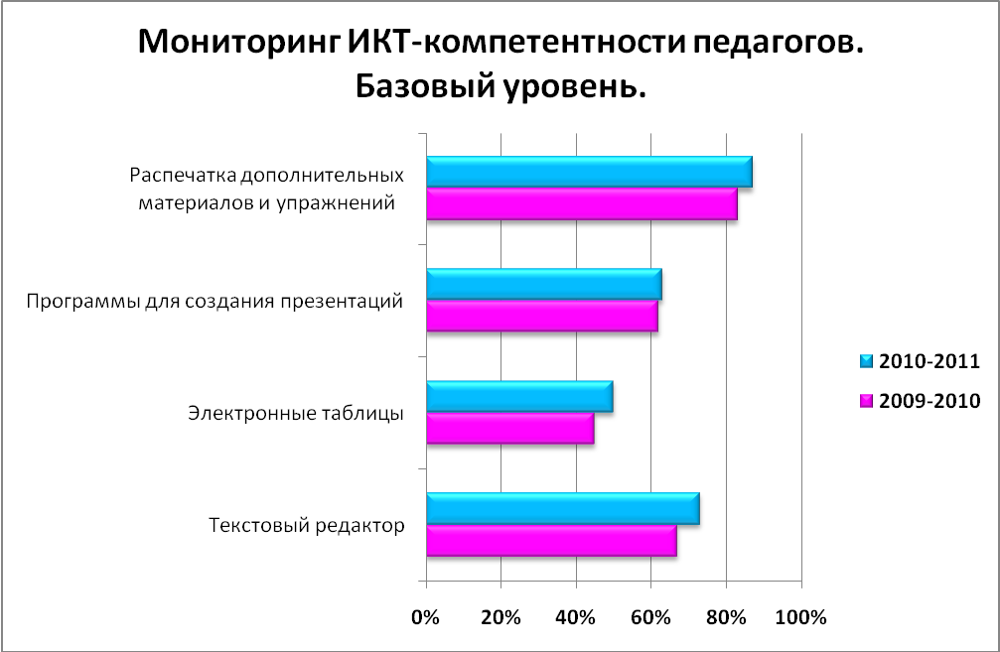 Мониторинг ИКТ-компетентности педагогов.
Базовый уровень.
Распечатка дополнительных
материалов и упражнений
Программы для создания презентаций
Электронные таблицы
Текстовый редактор
0% 20% 40% 60% 80% 100%
2010-2011
2009-2010